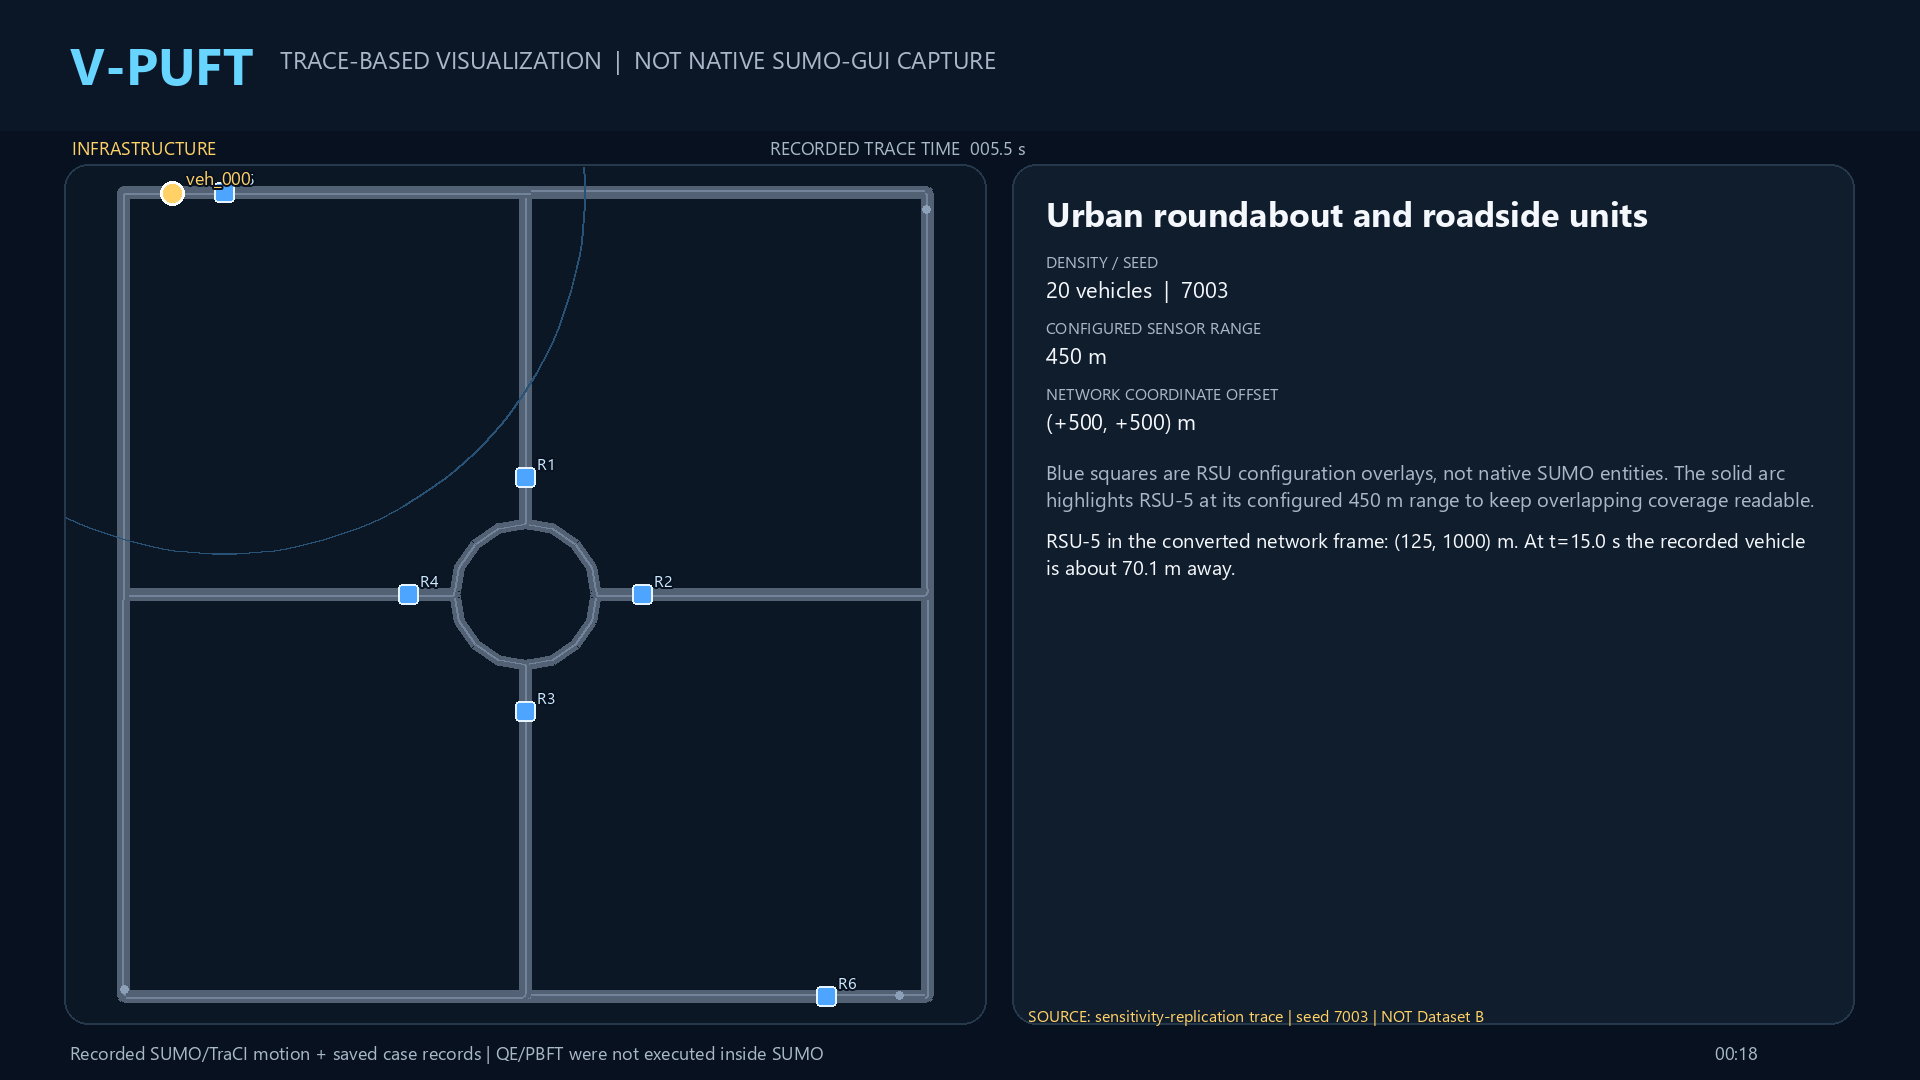 V-PUFT
TRACE-BASED VISUALIZATION | NOT NATIVE SUMO-GUI CAPTURE
INFRASTRUCTURE
RECORDED TRACE TIME 005.5 s
veh_000
R1
R4
R2
R3
R6
Urban roundabout and roadside units
DENSITY / SEED
20 vehicles | 7003
CONFIGURED SENSOR RANGE
450 m
NETWORK COORDINATE OFFSET
(+500, +500) m
Blue squares are RSU configuration overlays, not native SUMO entities. The solid arc
highlights RSU-5 at its configured 450 m range to keep overlapping coverage readable.
RSU-5 in the converted network frame: (125, 1000) m. At t=15.0 s the recorded vehicle
is about 70.1 m away.
SOURCE: sensitivity-replication trace | seed 7003 | NOT Dataset B
Recorded SUMO/TraCI motion + saved case records | QE/PBFT were not executed inside SUMO
00:18